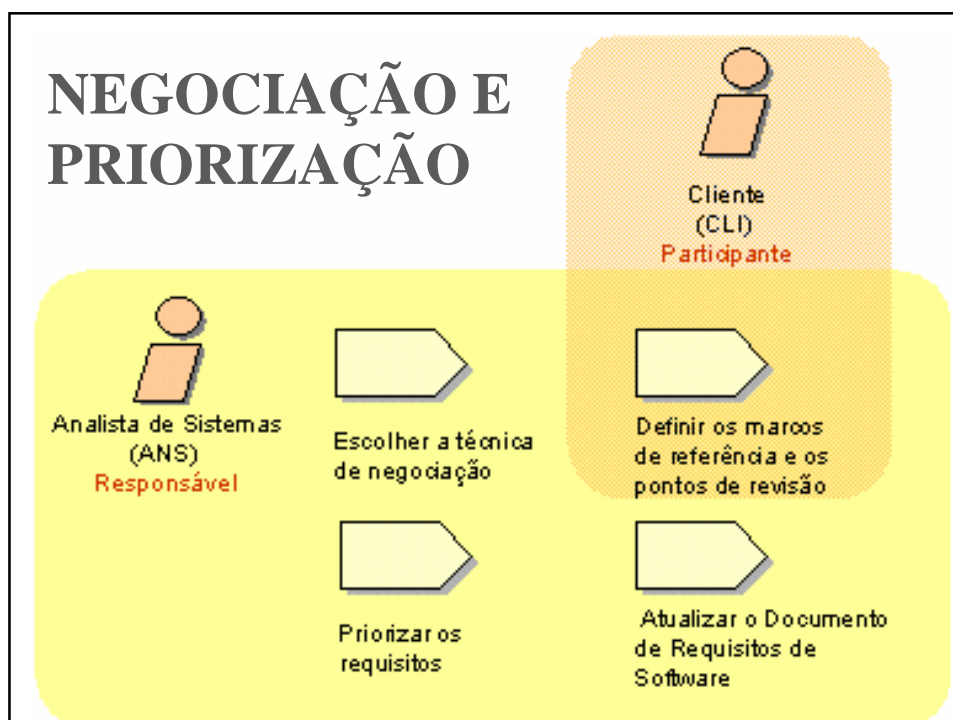 NEGOCIAÇÃO E
PRIORIZAÇÃO
Cliente
(CLI)
Participante
Analista de Sistemas
(ANS)
Responsável
Escolher a técnica
de negociação
Definir os marcos
de referência e os
pontos de revisão
Priorizar os
requisitos
Atualizar o Documento
de Requisitos de
Software